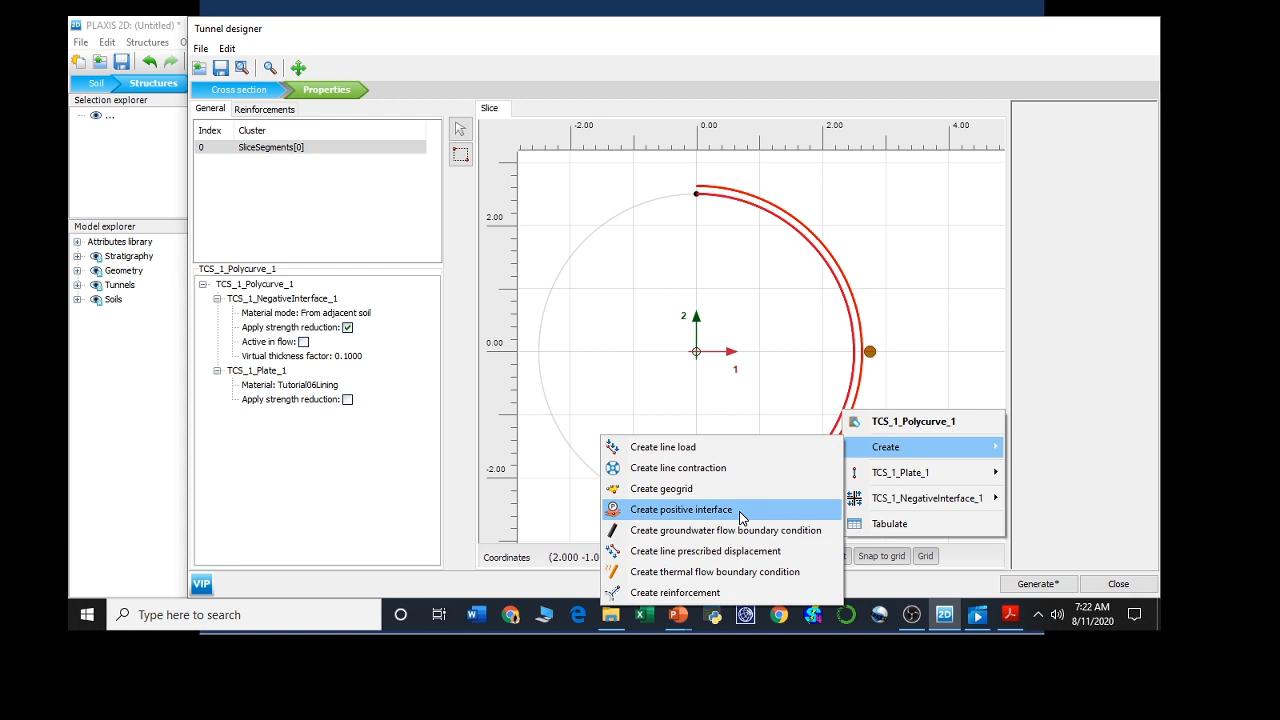 2D PLAXIS 2D: (Untitled) *
File Edit Structures O
Soil Structures
Selection explorer
...
Model explorer
Attributes library
Stratigraphy
Geometry
Tunnels
Soils
Tunnel designer
File Edit
Cross section Properties
General Reinforcements
Index Cluster
0 SliceSegments[0]
TCS_1_Polycurve_1
TCS_1_Polycurve_1
TCS_1_NegativeInterface_1
Material mode: From adjacent soil
Apply strength reduction:
Active in flow:
Virtual thickness factor: 0.1000
TCS_1_Plate_1
Material: Tutorial06Lining
Apply strength reduction:
VIP
Slice
-2.00 0.00 2.00 4.00
2.00
0.00
-2.00
2
1
TCS_1_Polycurve_1
Create
TCS_1_Plate_1
TCS_1_NegativeInterface_1
Tabulate
Create line load
Create line contraction
Create geogrid
Create positive interface
Create groundwater flow boundary condition
Create line prescribed displacement
Create thermal flow boundary condition
Create reinforcement
Coordinates (2.000 -1.0
Snap to grid Grid
Generate* Close
Type here to search
2D
7:22 AM
8/11/2020